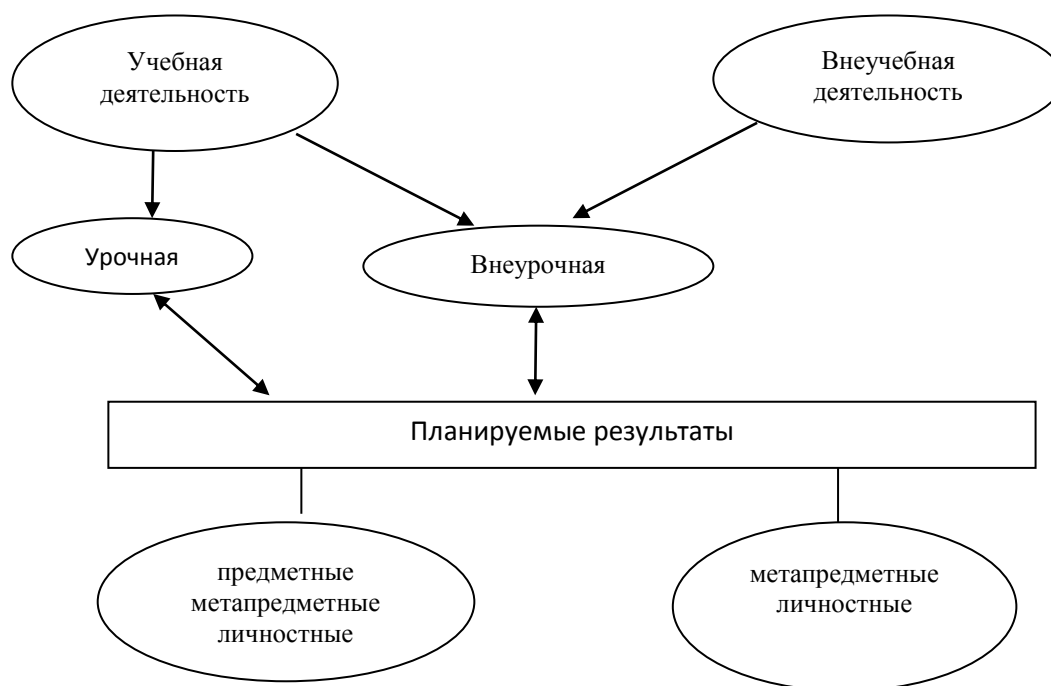 Учебная
деятельность
Внеучебная
деятельность
Урочная
Внеурочная
Планируемые результаты
предметные
метапредметные
личностные
метапредметные
личностные